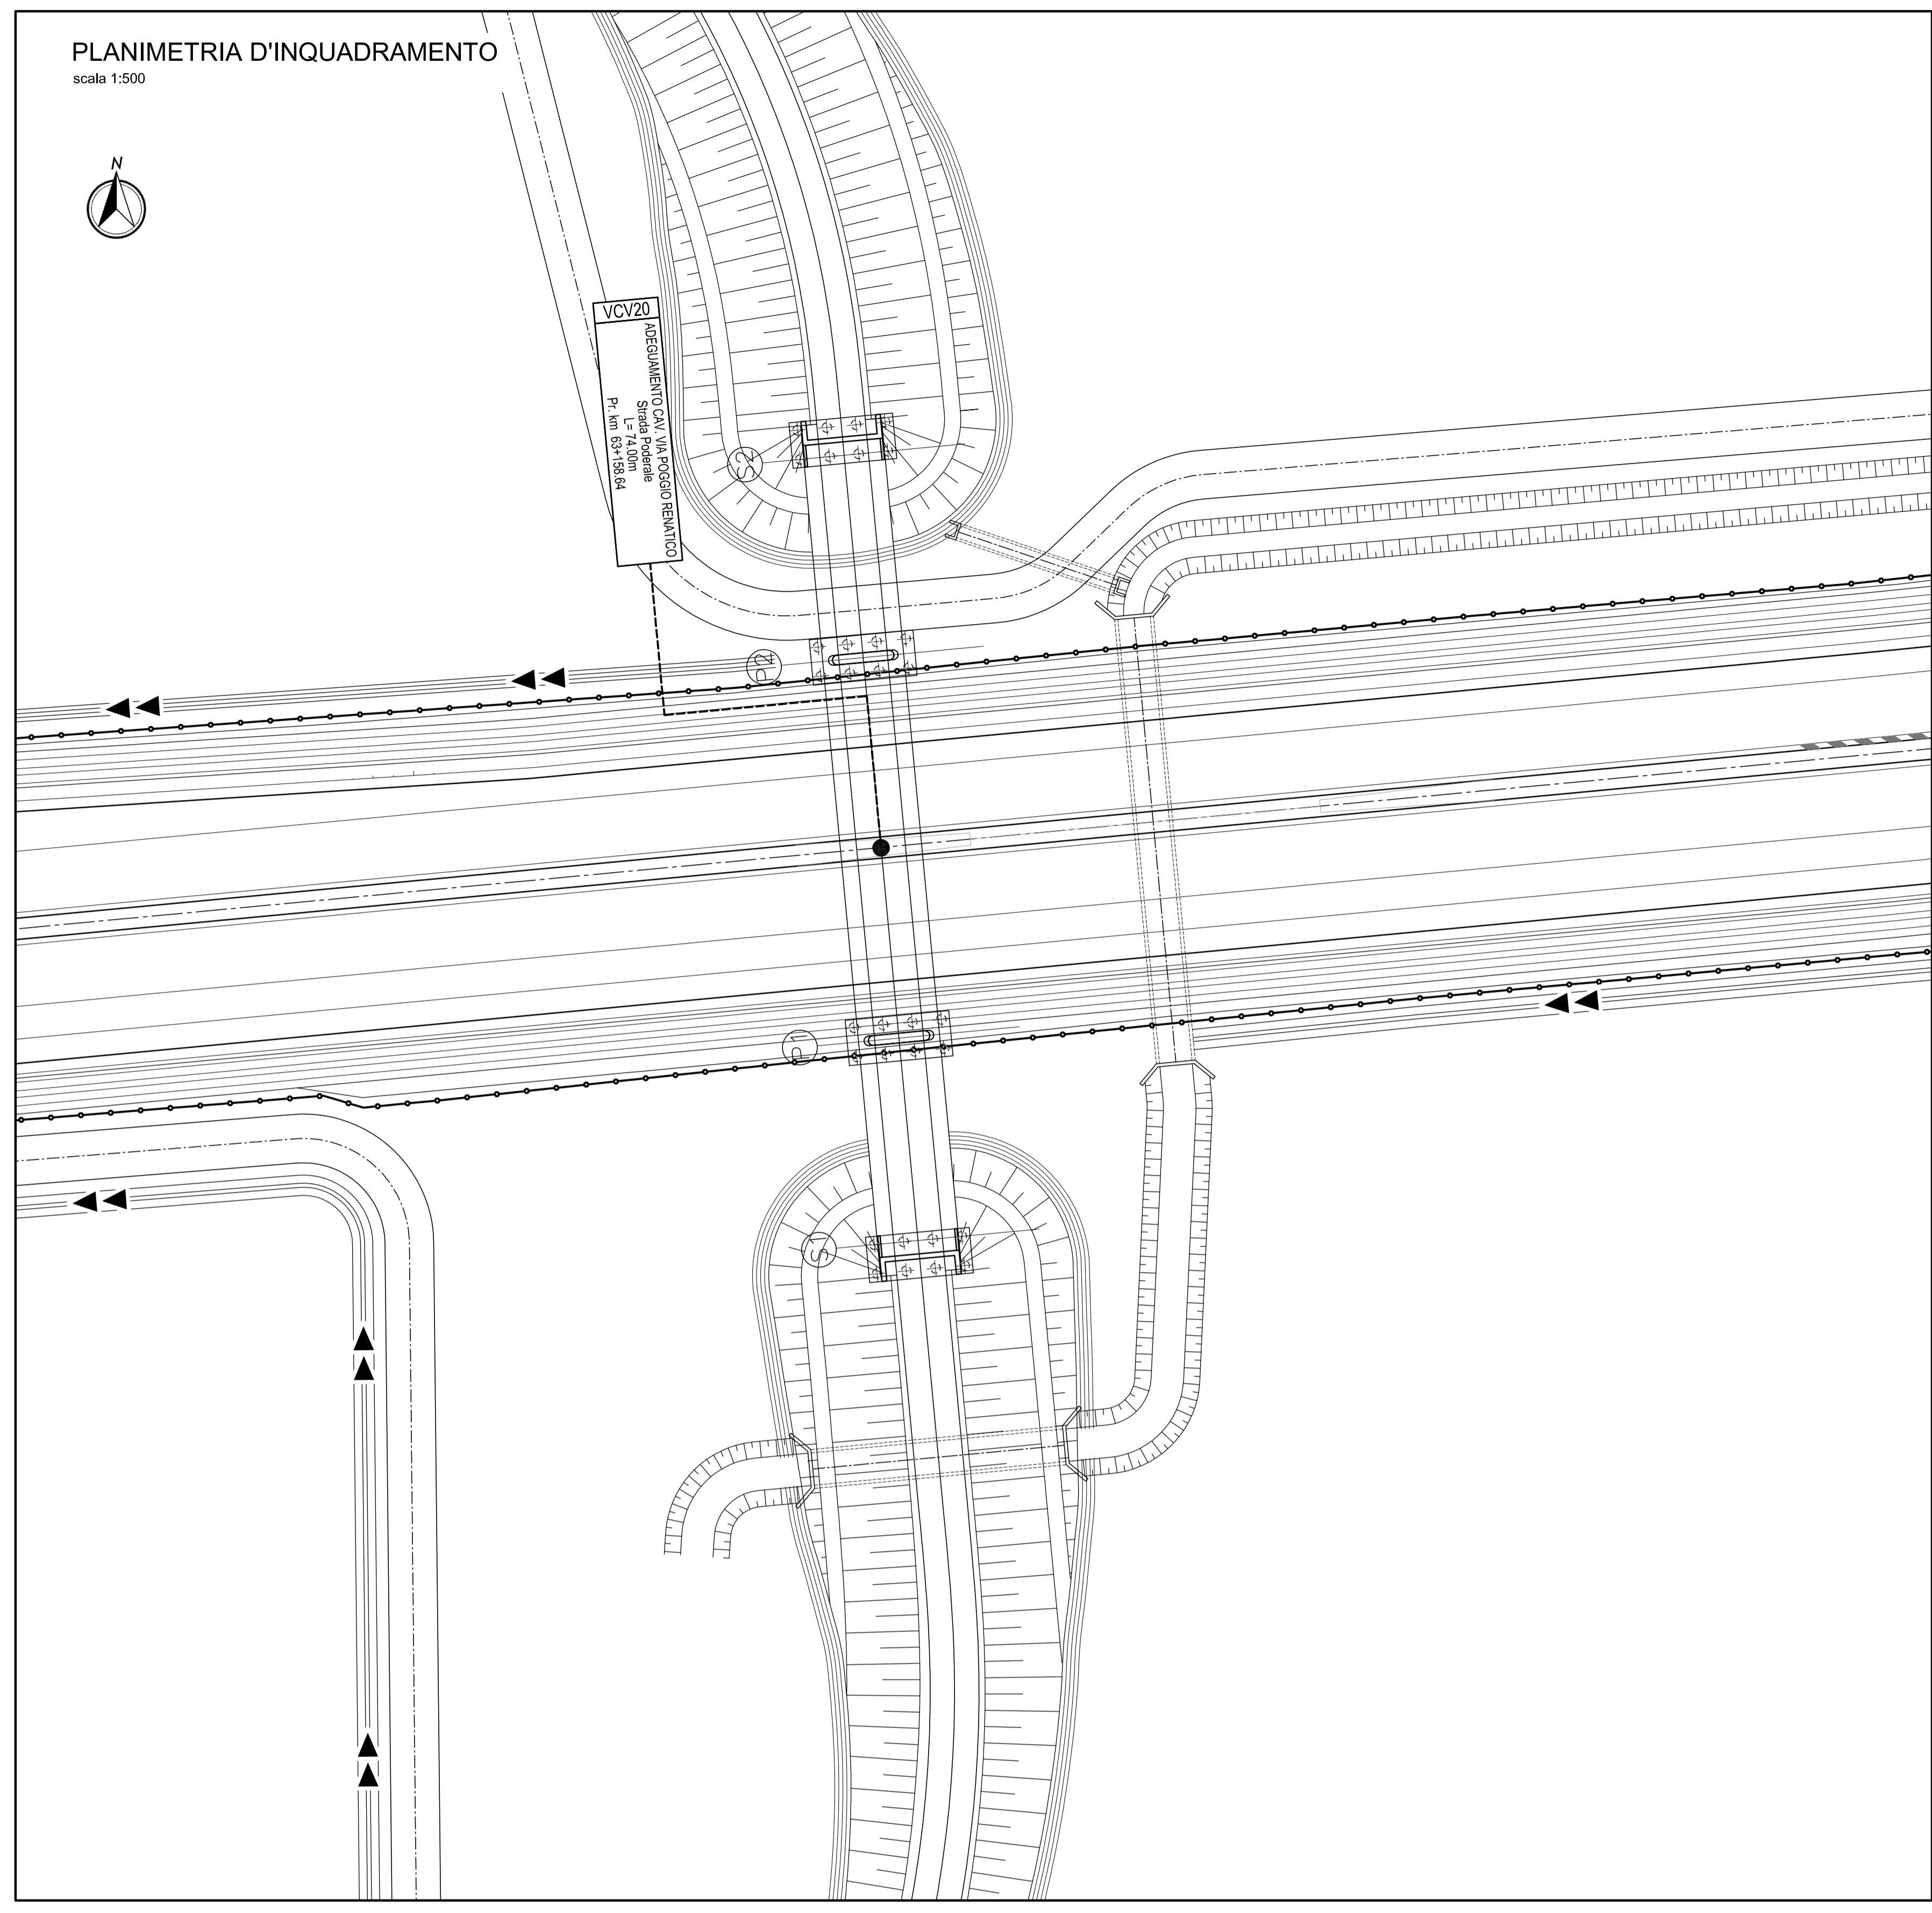 PLANIMETRIA D'INQUADRAMENTO
scala 1:500
N
VCV20
ADEGUAMENTO CAV. VIA POGGIO RENATICO
Strada Poderale
L= 74.00m
Pr. km 63+158.64
S2
P2
P1
S1